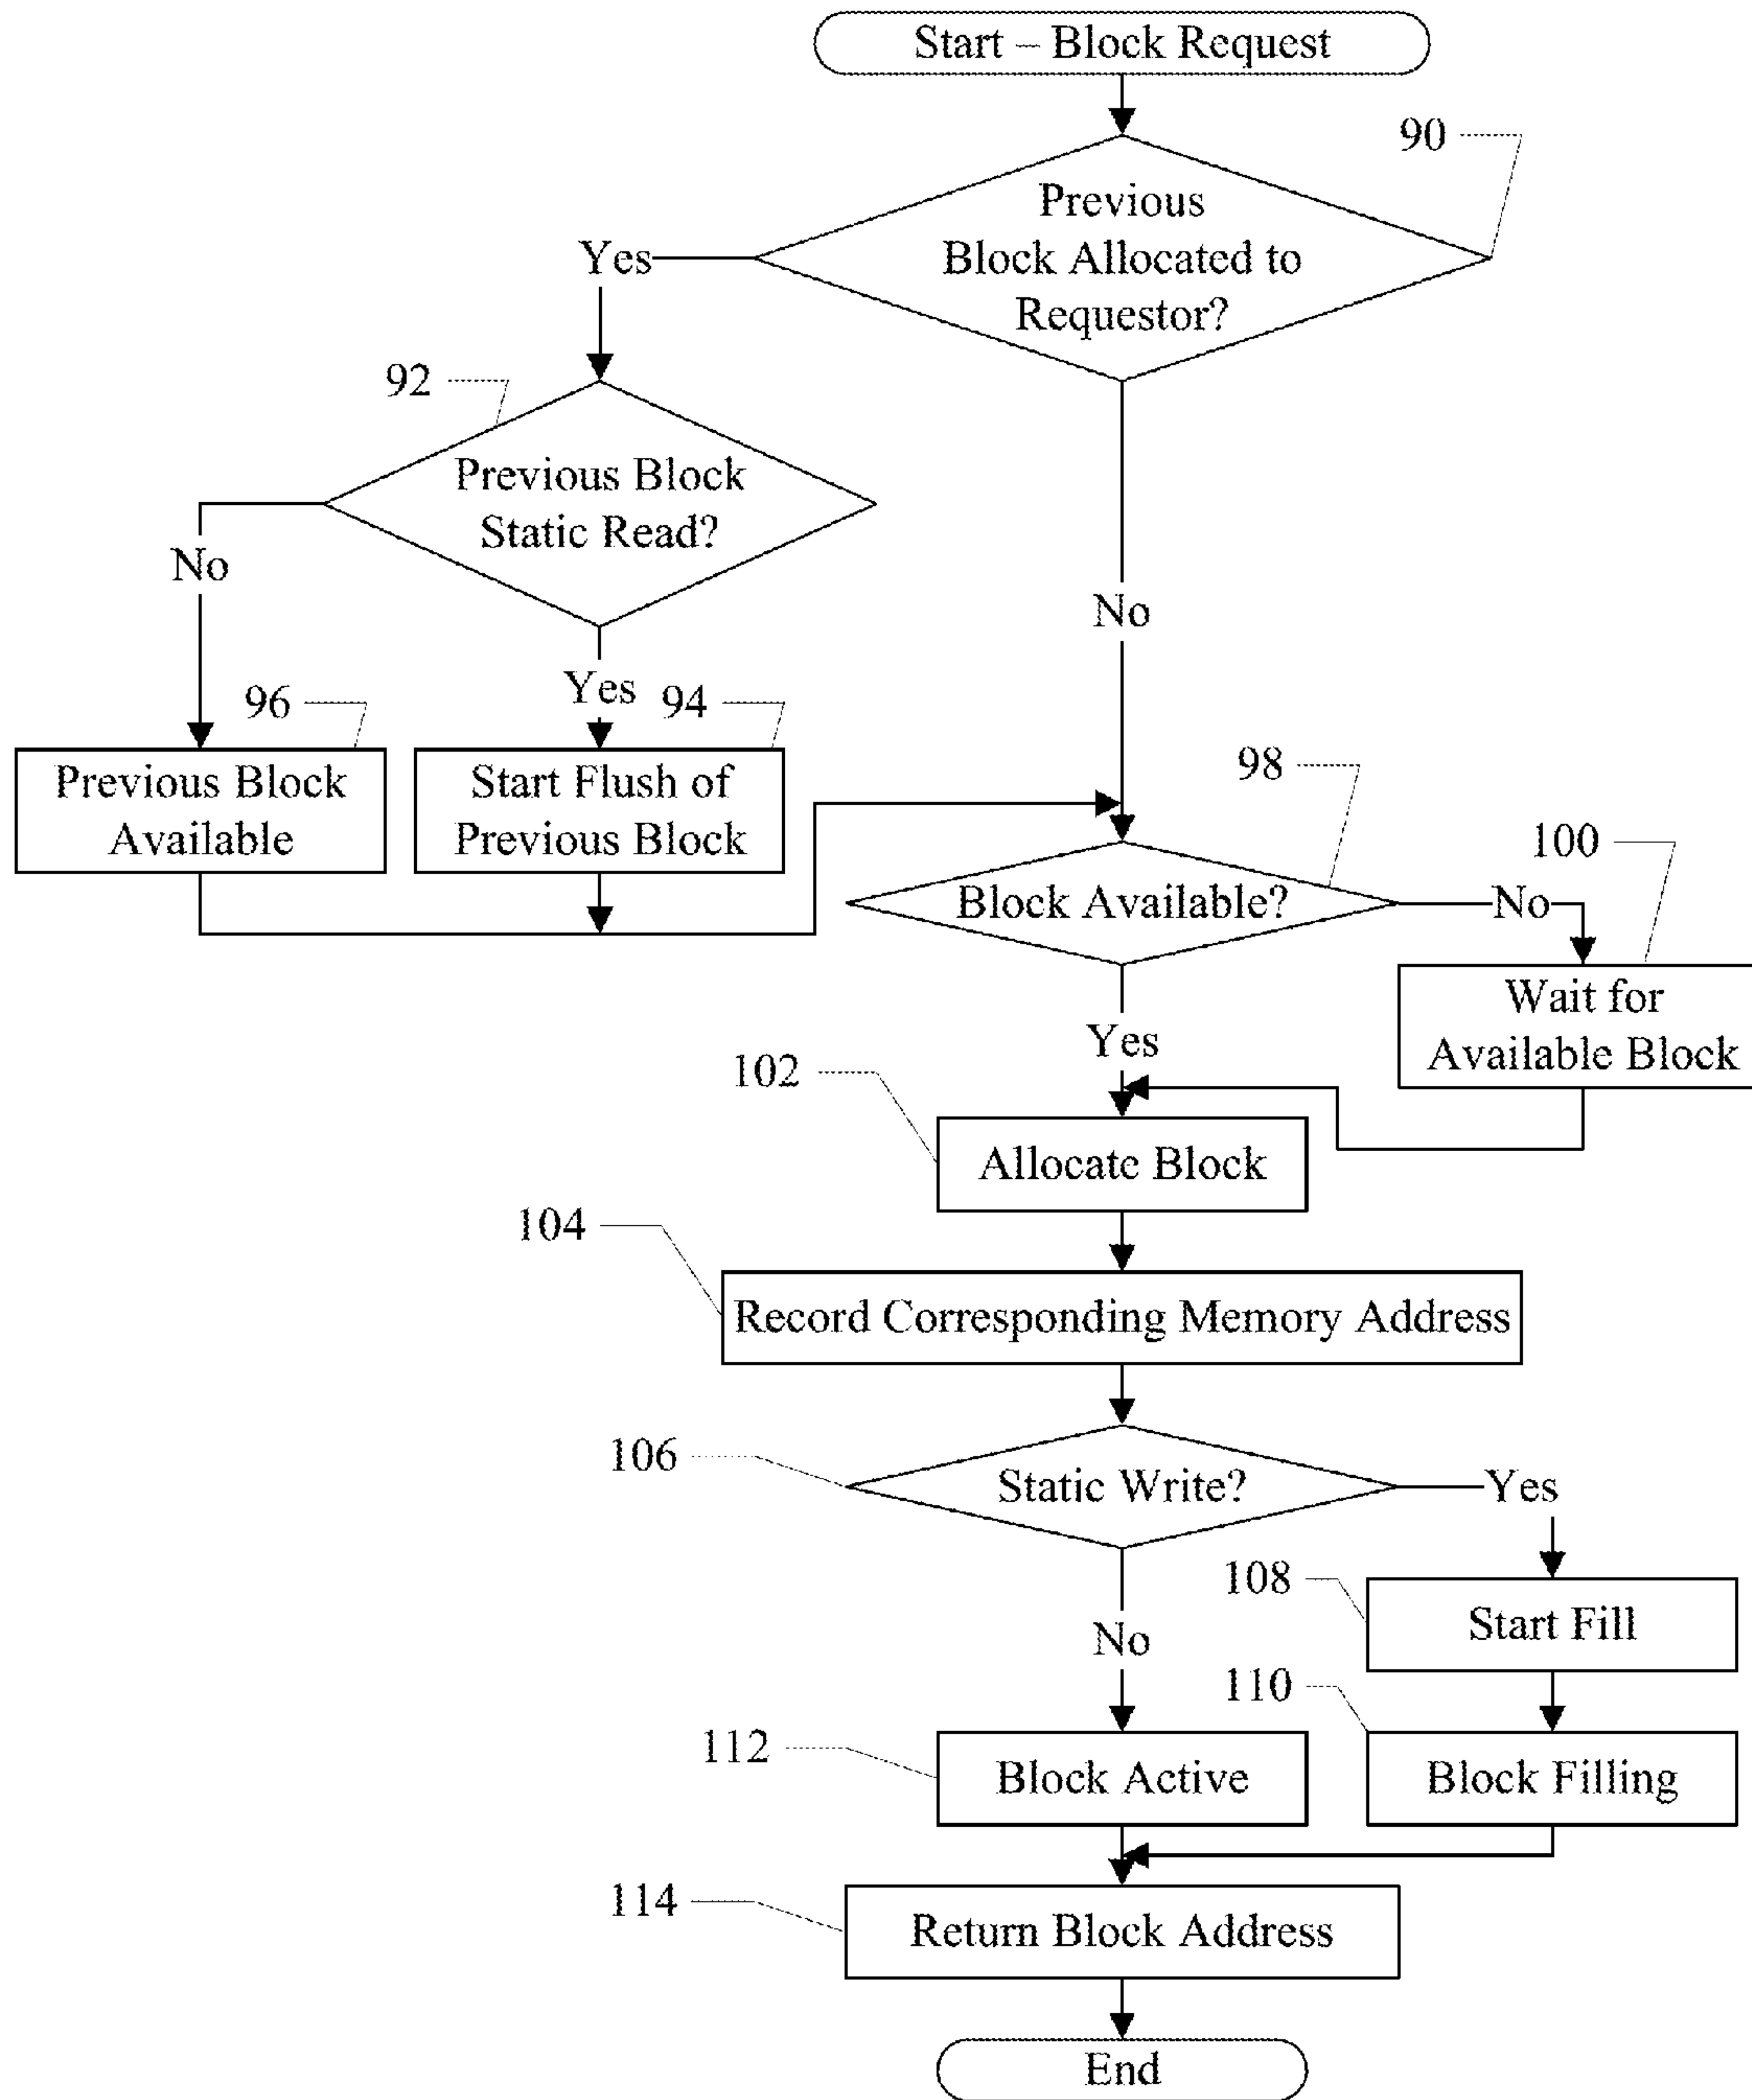 Start – Block Request
90
Previous
Block Allocated to
Requestor?
Yes
92
Previous Block
Static Read?
No
No
Yes
96
94
Previous Block
Available
Start Flush of
Previous Block
98
100
Block Available?
No
Wait for
Available Block
Yes
102
Allocate Block
104
Record Corresponding Memory Address
106
Static Write?
Yes
108
Start Fill
No
110
112
Block Active
Block Filling
114
Return Block Address
End